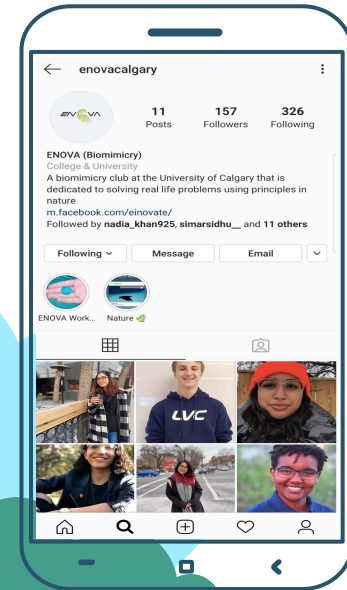 enovacalgary
ENOVA
11 157 326
Posts Followers Following
ENOVA (Biomimicry)
College & University
A biomimicry club at the University of Calgary that is
dedicated to solving real life problems using principles in
nature
m.facebook.com/einovate/
Followed by nadia_khan925, simarsidhu__ and 11 others
Following Message Email
ENOVA Work... Nature
LVC